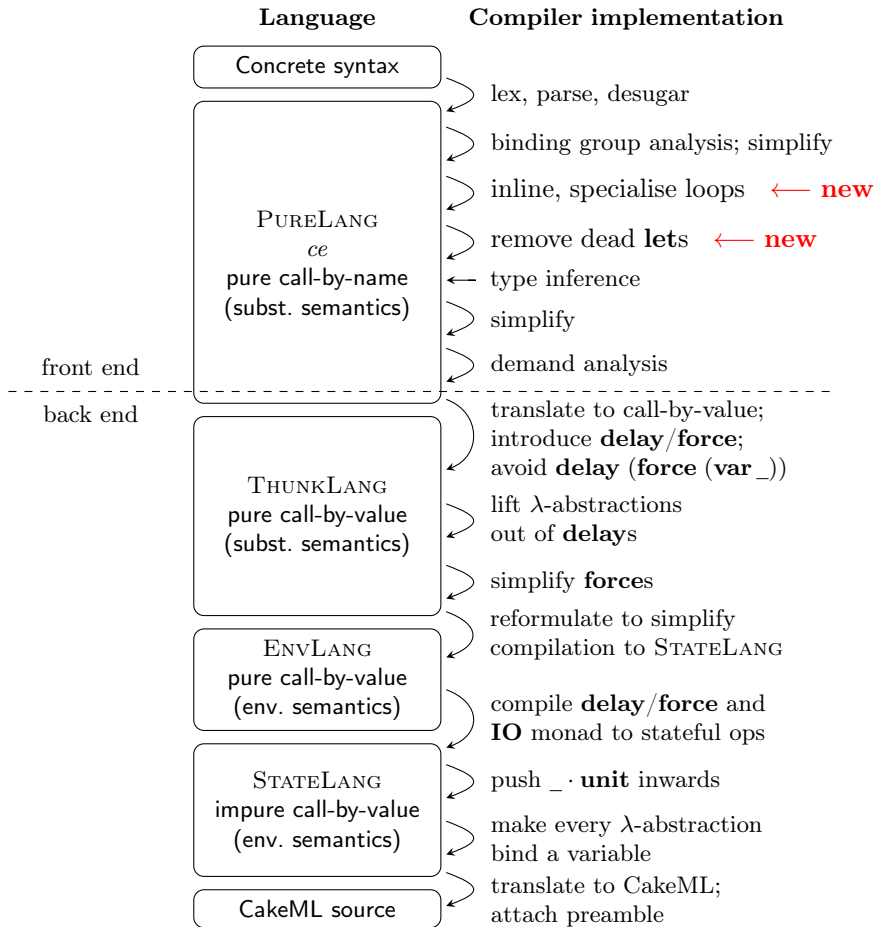 Language Compiler implementation
Concrete syntax
lex, parse, desugar
binding group analysis; simplify
inline, specialise loops ⟵ new
PureLang
ce
pure call-by-name
(subst. semantics)
remove dead lets ⟵ new
type inference
simplify
front end
demand analysis
back end
translate to call-by-value;
introduce delay/force;
avoid delay (force (var _))
ThunkLang
pure call-by-value
(subst. semantics)
lift λ-abstractions
out of delays
simplify forces
reformulate to simplify
compilation to StateLang
EnvLang
pure call-by-value
(env. semantics)
compile delay/force and
IO monad to stateful ops
StateLang
impure call-by-value
(env. semantics)
push _ · unit inwards
make every λ-abstraction
bind a variable
translate to CakeML;
attach preamble
CakeML source